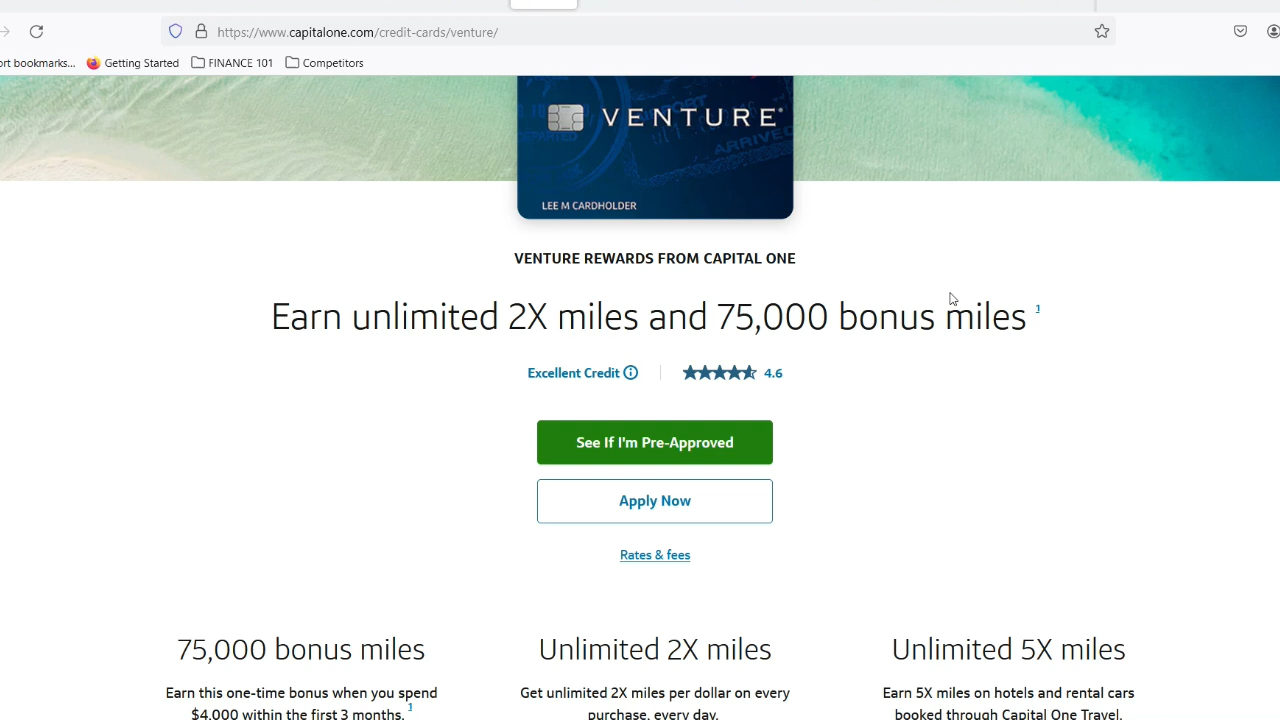 https://www.capitalone.com/credit-cards/venture/
ort bookmarks... Getting Started FINANCE 101 Competitors
VENTURE
ARRIVED
LEE M CARDHOLDER
VENTURE REWARDS FROM CAPITAL ONE
Earn unlimited 2X miles and 75,000 bonus miles 1
Excellent Credit 4.6
See If I'm Pre-Approved
Apply Now
Rates & fees
75,000 bonus miles
Earn this one-time bonus when you spend
$4,000 within the first 3 months. 1
Unlimited 2X miles
Get unlimited 2X miles per dollar on every
purchase, every day.
Unlimited 5X miles
Earn 5X miles on hotels and rental cars
booked through Capital One Travel.